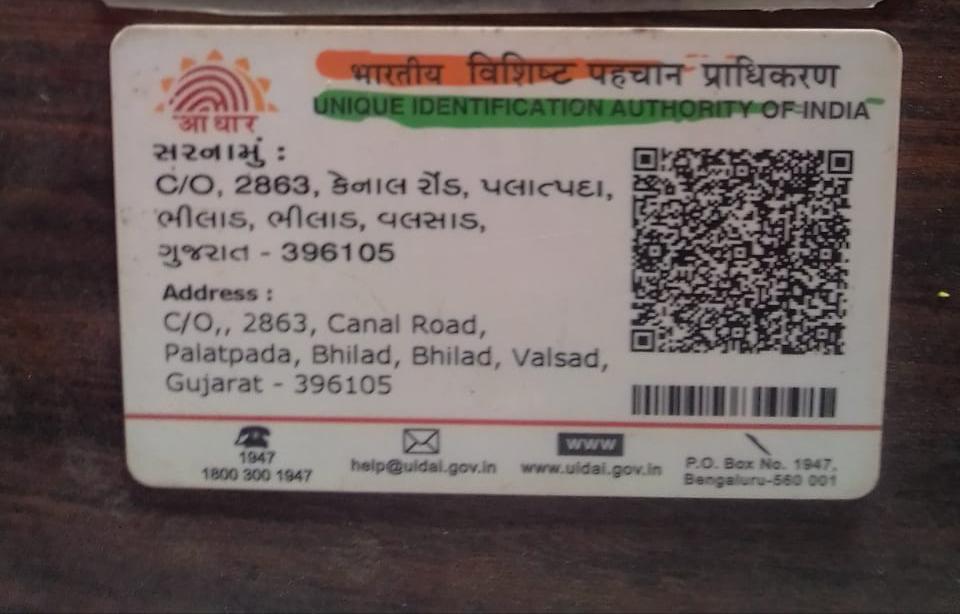 भारतीय विशिष्ट पहचान प्राधिकरण
UNIQUE IDENTIFICATION AUTHORITY OF INDIA
आधार
સરનામું :
C/O, 2863, કેનાલ રોડ, પલાત્પદા,
ભીલાડ, ભીલાડ, વલસાડ,
ગુજરાત - 396105
Address :
C/O,, 2863, Canal Road,
Palatpada, Bhilad, Bhilad, Valsad,
Gujarat - 396105
1947
1800 300 1947
help@uidai.gov.in
www
www.uidai.gov.in
P.O. Box No. 1947,
Bengaluru-560 001